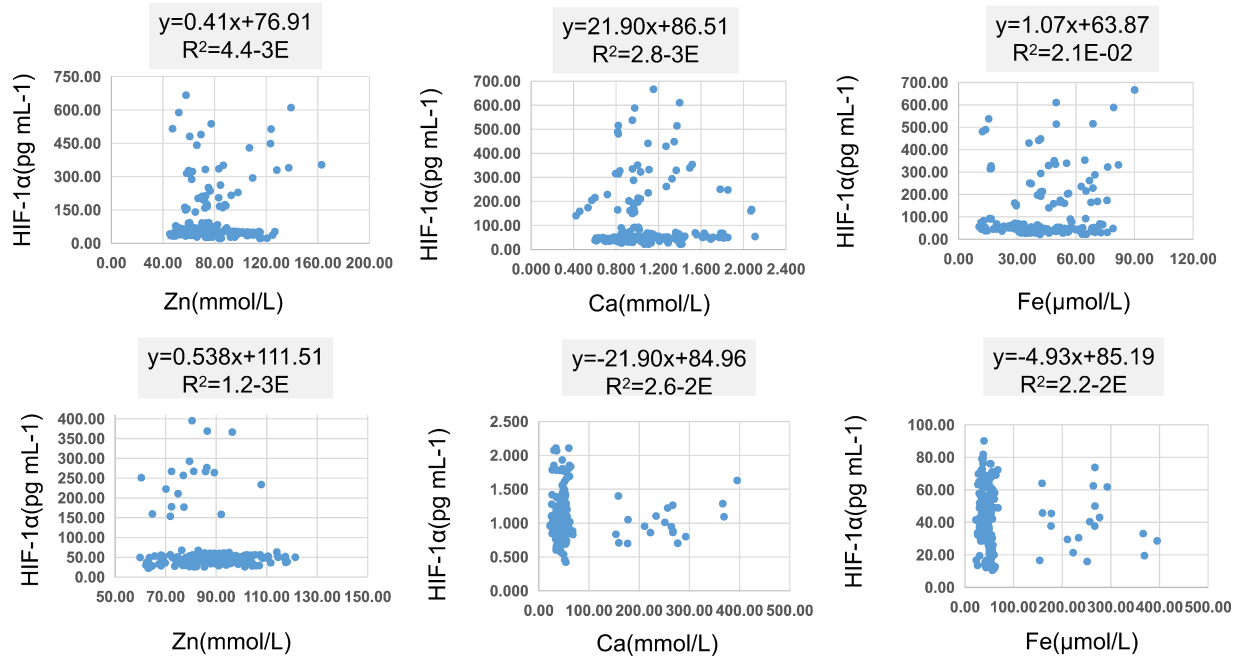 y=0.41x+76.91
R²=4.4-3E
HIF-1α(pg mL-1)
750.00
600.00
450.00
300.00
150.00
0.00
0.00 40.00 80.00 120.00 160.00 200.00
Zn(mmol/L)
y=21.90x+86.51
R²=2.8-3E
HIF-1α(pg mL-1)
700.00
600.00
500.00
400.00
300.00
200.00
100.00
0.00
0.000 0.400 0.800 1.200 1.600 2.000 2.400
Ca(mmol/L)
y=1.07x+63.87
R²=2.1E-02
HIF-1α(pg mL-1)
700.00
600.00
500.00
400.00
300.00
200.00
100.00
0.00
0.00 30.00 60.00 90.00 120.00
Fe(µmol/L)
y=0.538x+111.51
R²=1.2-3E
HIF-1α(pg mL-1)
400.00
350.00
300.00
250.00
200.00
150.00
100.00
50.00
0.00
50.00 70.00 90.00 110.00 130.00 150.00
Zn(mmol/L)
y=-21.90x+84.96
R²=2.6-2E
HIF-1α(pg mL-1)
2.500
2.000
1.500
1.000
0.500
0.000
0.00 100.00 200.00 300.00 400.00 500.00
Ca(mmol/L)
y=-4.93x+85.19
R²=2.2-2E
HIF-1α(pg mL-1)
100.00
80.00
60.00
40.00
20.00
0.00
0.00 100.00 200.00 300.00 400.00 500.00
Fe(µmol/L)